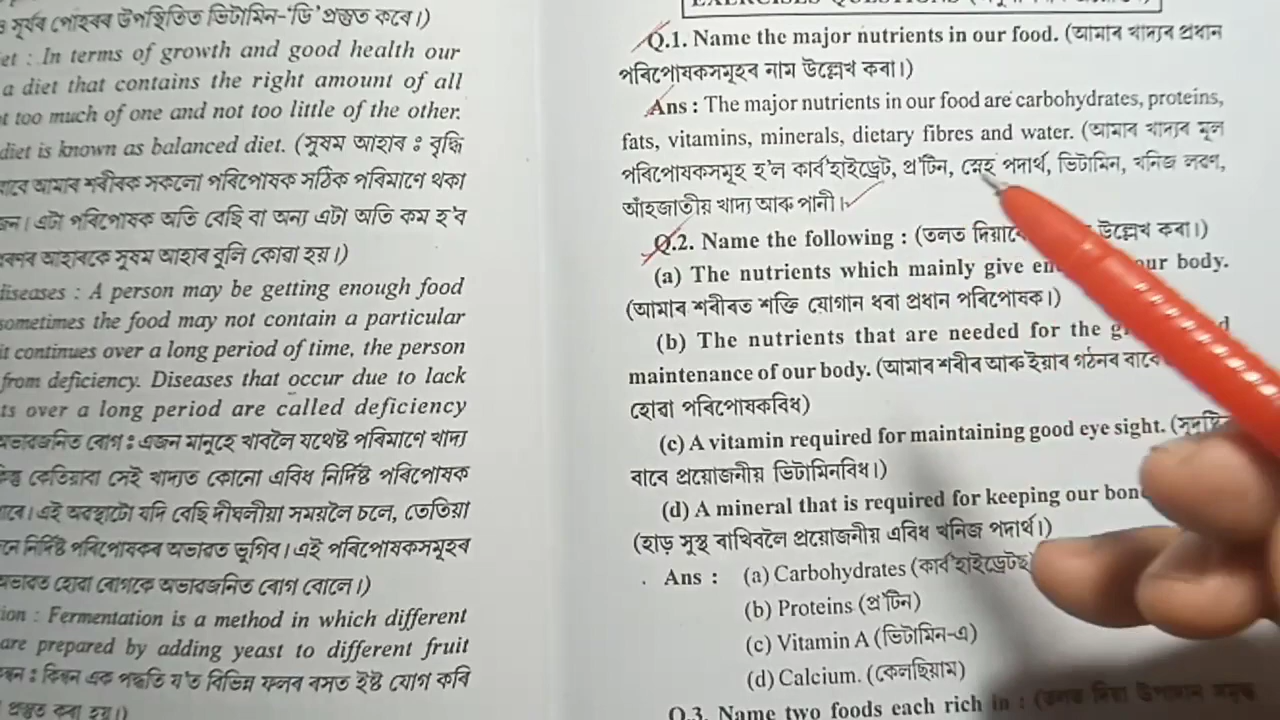 সূৰ্যৰ পোহৰৰ উপস্থিতিত ভিটামিন-'ডি' প্ৰস্তুত কৰে।)
et : In terms of growth and good health our
a diet that contains the right amount of all
t too much of one and not too little of the other.
diet is known as balanced diet. (সুষম আহাৰ : বৃদ্ধি
বাবে আমাৰ শৰীৰক সকলো পৰিপোষক সঠিক পৰিমাণে থকা
জন। এটা পৰিপোষক অতি বেছি বা অন্য এটা অতি কম হ'ব
ধৰণৰ আহাৰকে সুষম আহাৰ বুলি কোৱা হয়।)
diseases : A person may be getting enough food
sometimes the food may not contain a particular
it continues over a long period of time, the person
from deficiency. Diseases that occur due to lack
ts over a long period are called deficiency
অভাৱজনিত ৰোগ : এজন মানুহে খাবলৈ যথেষ্ট পৰিমাণে খাদ্য
কিন্তু কেতিয়াবা সেই খাদ্যত কোনো এবিধ নিৰ্দিষ্ট পৰিপোষক
পাৰে। এই অৱস্থাটো যদি বেছি দীঘলীয়া সময়লৈ চলে, তেতিয়া
জনে নিৰ্দিষ্ট পৰিপোষকৰ অভাৱত ভুগিব। এই পৰিপোষকসমূহৰ
অভাৱত হোৱা ৰোগকে অভাৱজনিত ৰোগ বোলে।)
ion : Fermentation is a method in which different
are prepared by adding yeast to different fruit
কিন্বন : কিন্বন এক পদ্ধতি য'ত বিভিন্ন ফলৰ ৰসত ইষ্ট যোগ কৰি
প্ৰস্তুত কৰা হয়।)
Q.1. Name the major nutrients in our food. (আমাৰ খাদ্যৰ প্ৰধান
পৰিপোষকসমূহৰ নাম উল্লেখ কৰা।)
Ans : The major nutrients in our food are carbohydrates, proteins,
fats, vitamins, minerals, dietary fibres and water. (আমাৰ খাদ্যৰ মূল
পৰিপোষকসমূহ হ'ল কাৰ্ব'হাইড্ৰেট, প্ৰ'টিন, স্নেহ পদাৰ্থ, ভিটামিন, খনিজ লৱণ,
আঁহজাতীয় খাদ্য আৰু পানী।
Q.2. Name the following : (তলত উল্লেখ কৰা।)
(a) The nutrients which mainly give our body.
(আমাৰ শৰীৰত শক্তি যোগান ধৰা প্ৰধান পৰিপোষক।)
(b) The nutrients that are needed for the
maintenance of our body. (আমাৰ শৰীৰ আৰু ইয়াৰ গঠনৰ বাবে
হোৱা পৰিপোষকবিধ)
(c) A vitamin required for maintaining good eye sight. (সুদৃষ্টিৰ
বাবে প্ৰয়োজনীয় ভিটামিনবিধ।)
(d) A mineral that is required for keeping our
(হাড় সুস্থ ৰাখিবলৈ প্ৰয়োজনীয় এবিধ খনিজ পদাৰ্থ।)
Ans : (a) Carbohydrates (কাৰ্ব'হাইড্ৰেটছ
(b) Proteins (প্ৰ'টিন)
(c) Vitamin A (ভিটামিন-এ)
(d) Calcium. (কেলছিয়াম)
Q.3. Name two foods each rich in :